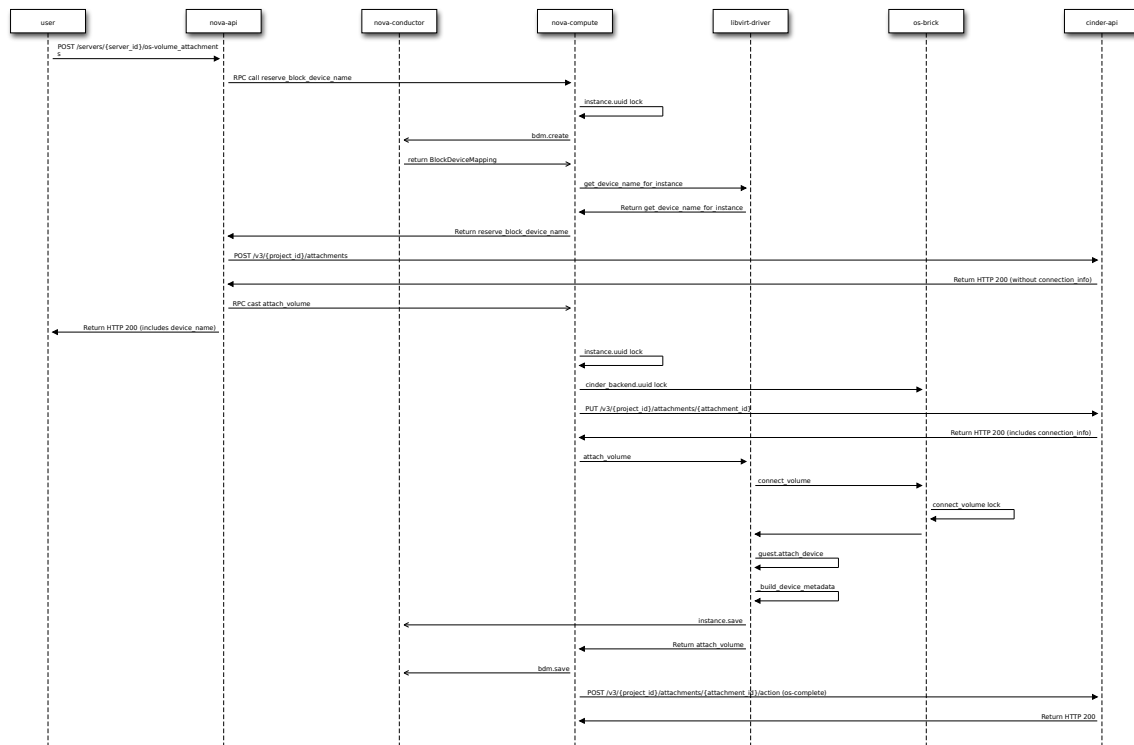 user
nova-api
nova-conductor
nova-compute
libvirt-driver
os-brick
cinder-api
POST /servers/{server_id}/os-volume_attachment
s
RPC call reserve_block_device_name
instance.uuid lock
bdm.create
return BlockDeviceMapping
get_device_name_for_instance
Return get_device_name_for_instance
Return reserve_block_device_name
POST /v3/{project_id}/attachments
Return HTTP 200 (without connection_info)
RPC cast attach_volume
Return HTTP 200 (includes device_name)
instance.uuid lock
cinder_backend.uuid lock
PUT /v3/{project_id}/attachments/{attachment_id}
Return HTTP 200 (includes connection_info)
attach_volume
connect_volume
connect_volume lock
guest.attach_device
_build_device_metadata
instance.save
Return attach_volume
bdm.save
POST /v3/{project_id}/attachments/{attachment_id}/action (os-complete)
Return HTTP 200